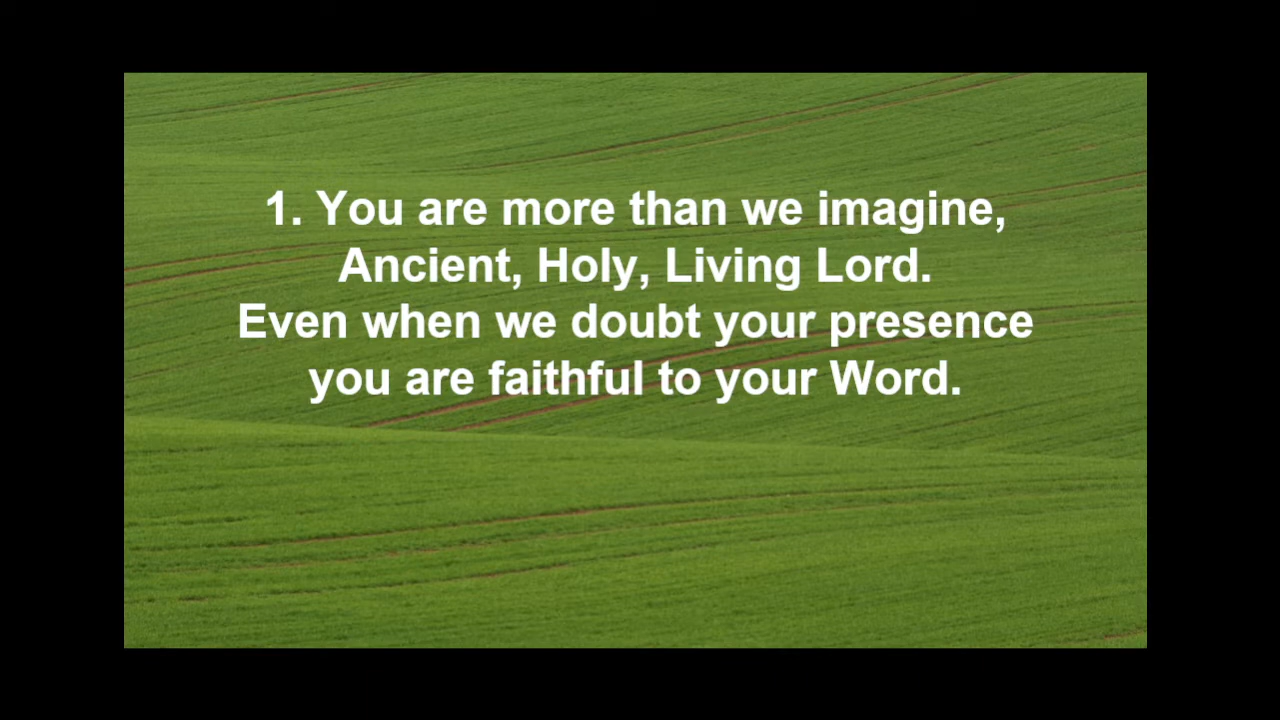 1. You are more than we imagine,
Ancient, Holy, Living Lord.
Even when we doubt your presence
you are faithful to your Word.